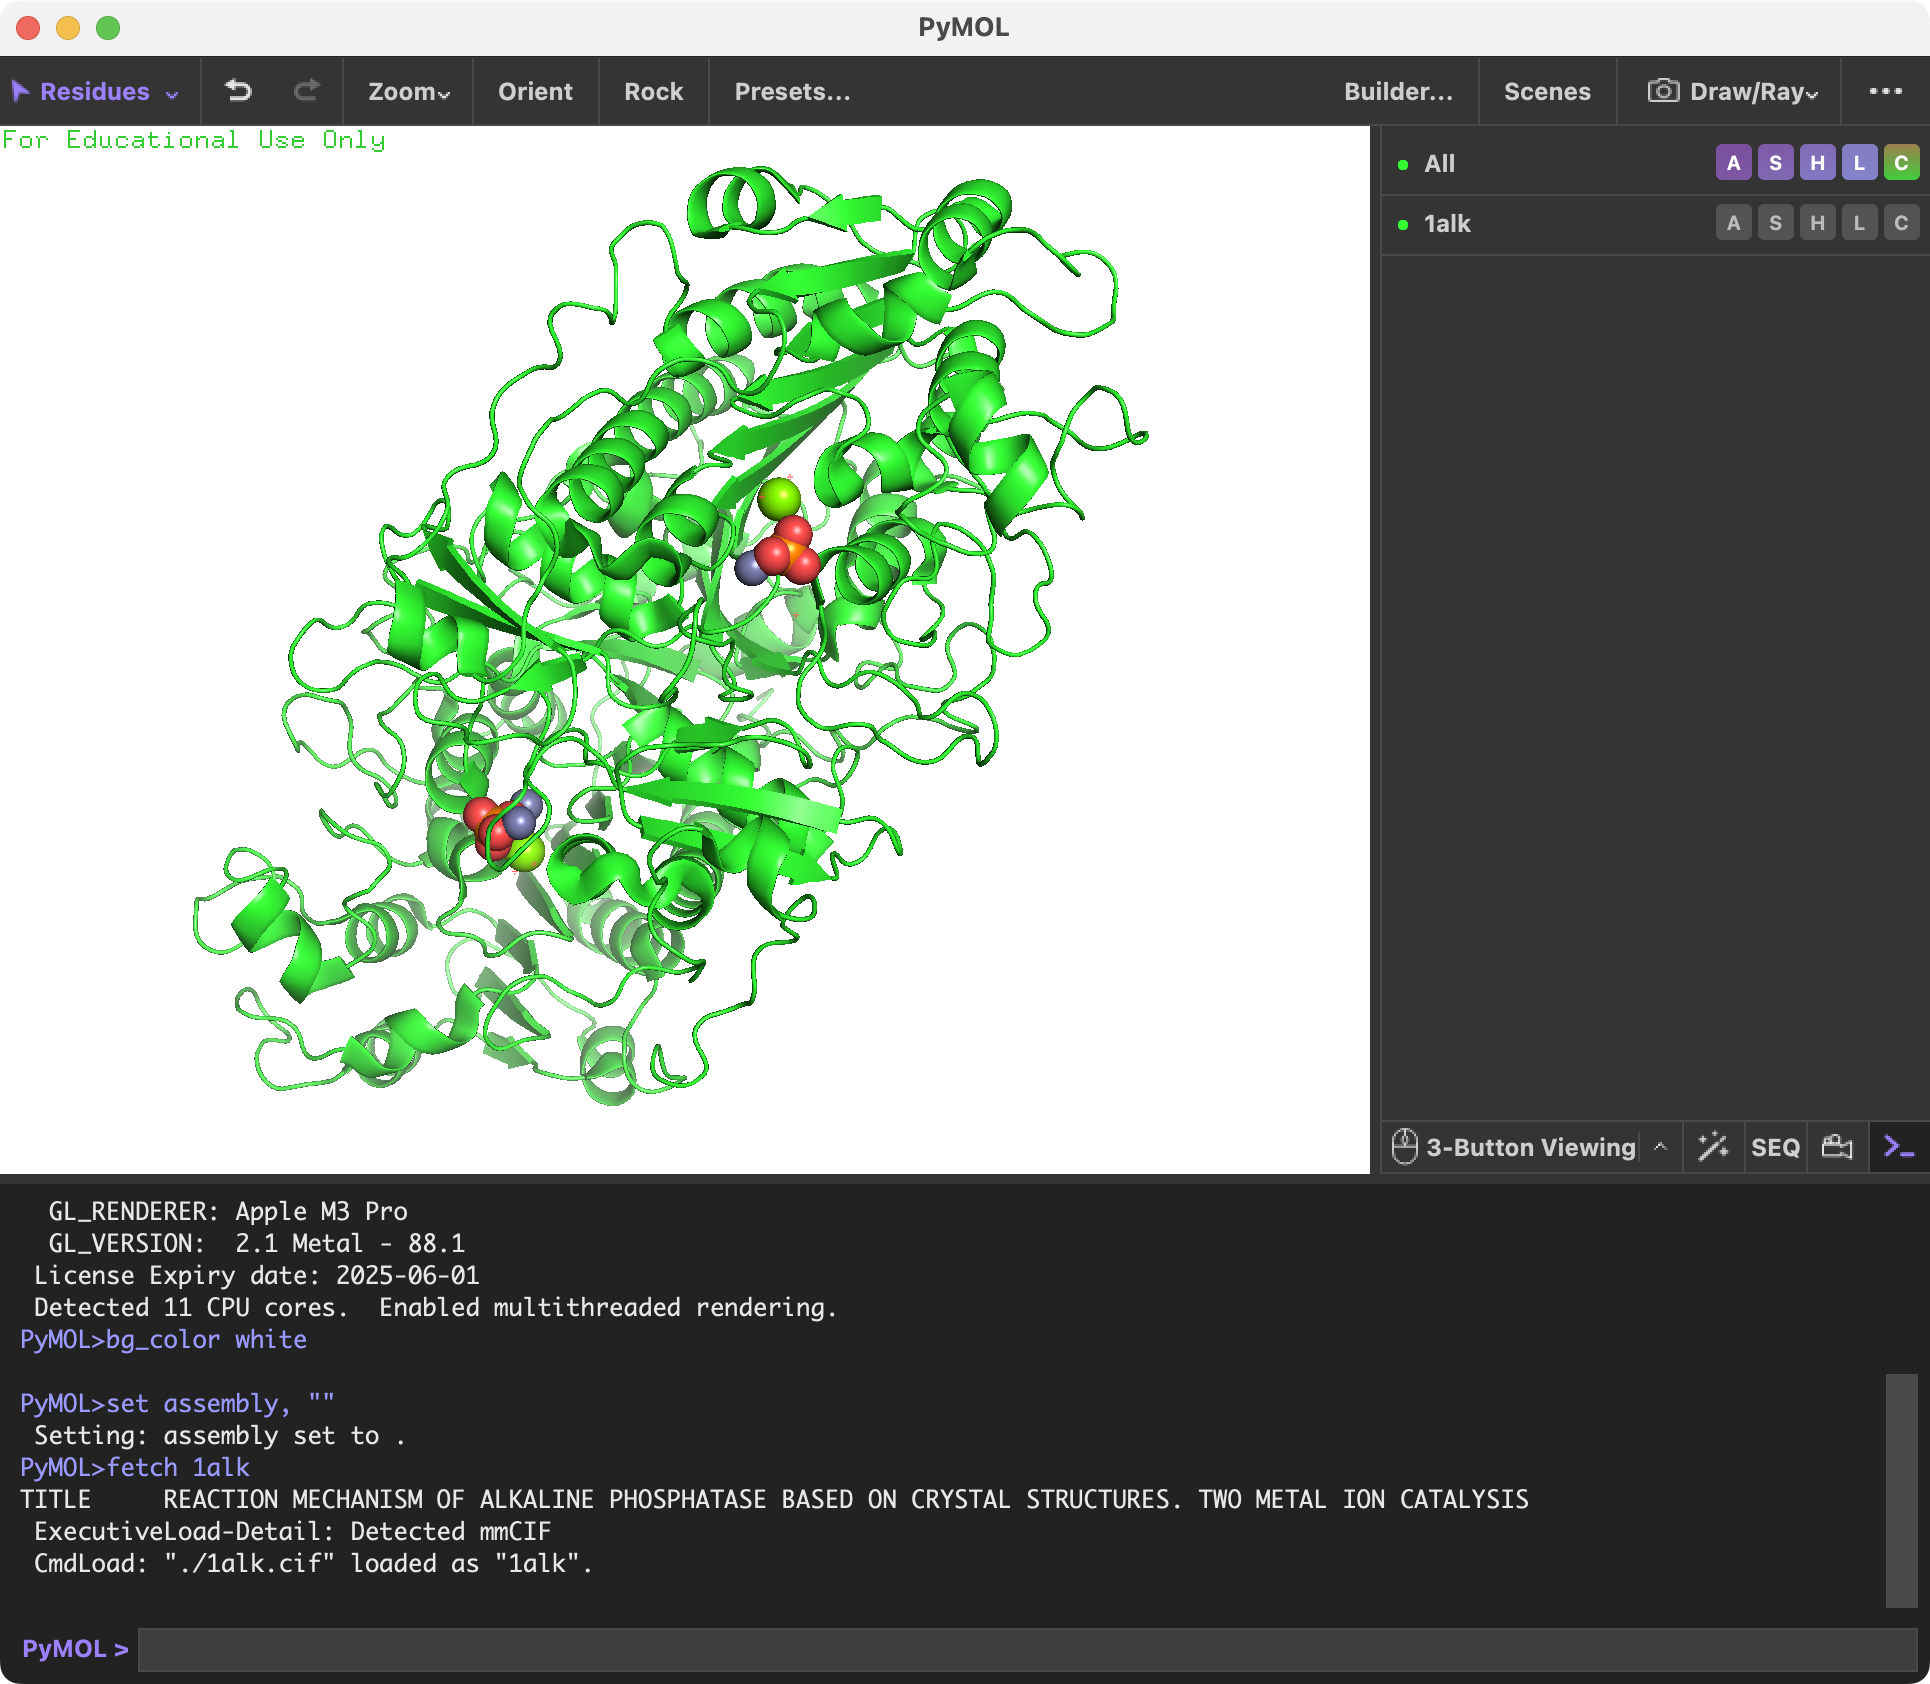 PyMOL
Residues Zoom Orient Rock Presets... Builder... Scenes Draw/Ray
For Educational Use Only
All A S H L C
1alk A S H L C
3-Button Viewing SEQ
GL_RENDERER: Apple M3 Pro
GL_VERSION:  2.1 Metal - 88.1
License Expiry date: 2025-06-01
Detected 11 CPU cores.  Enabled multithreaded rendering.
PyMOL>bg_color white
PyMOL>set assembly, ""
Setting: assembly set to .
PyMOL>fetch 1alk
TITLE     REACTION MECHANISM OF ALKALINE PHOSPHATASE BASED ON CRYSTAL STRUCTURES. TWO METAL ION CATALYSIS
ExecutiveLoad-Detail: Detected mmCIF
CmdLoad: "./1alk.cif" loaded as "1alk".
PyMOL >